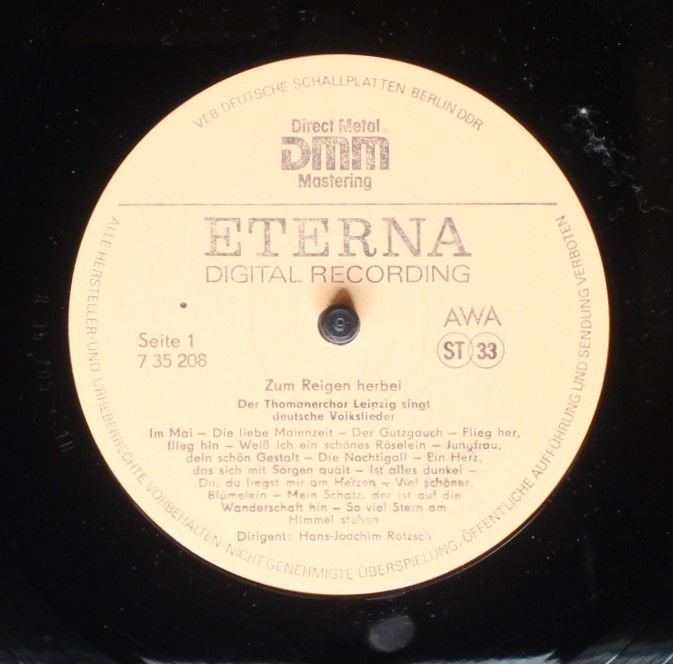 VEB DEUTSCHE SCHALLPLATTEN BERLIN DDR
Direct Metal
DMM
Mastering
ETERNA
DIGITAL RECORDING
Seite 1
7 35 208
AWA
ST 33
Zum Reigen herbei
Der Thomanerchor Leipzig singt
deutsche Volkslieder
Im Mai – Die liebe Maienzeit – Der Gutzgauch – Flieg her,
flieg hin – Weiß ich ein schönes Röselein – Jungfrau,
dein schön Gestalt – Die Nachtigall – Ein Herz,
das sich mit Sorgen quält – Ist alles dunkel –
Du, du liegst mir am Herzen – Viel schöner
Blümelein – Mein Schatz, der ist auf die
Wanderschaft hin – So viel Stern am
Himmel stehen
Dirigent: Hans-Joachim Rotzsch
ALLE HERSTELLER- UND URHEBERRECHTE VORBEHALTEN · NICHT GENEHMIGTE ÜBERSPIELUNG, ÖFFENTLICHE AUFFÜHRUNG UND SENDUNG VERBOTEN